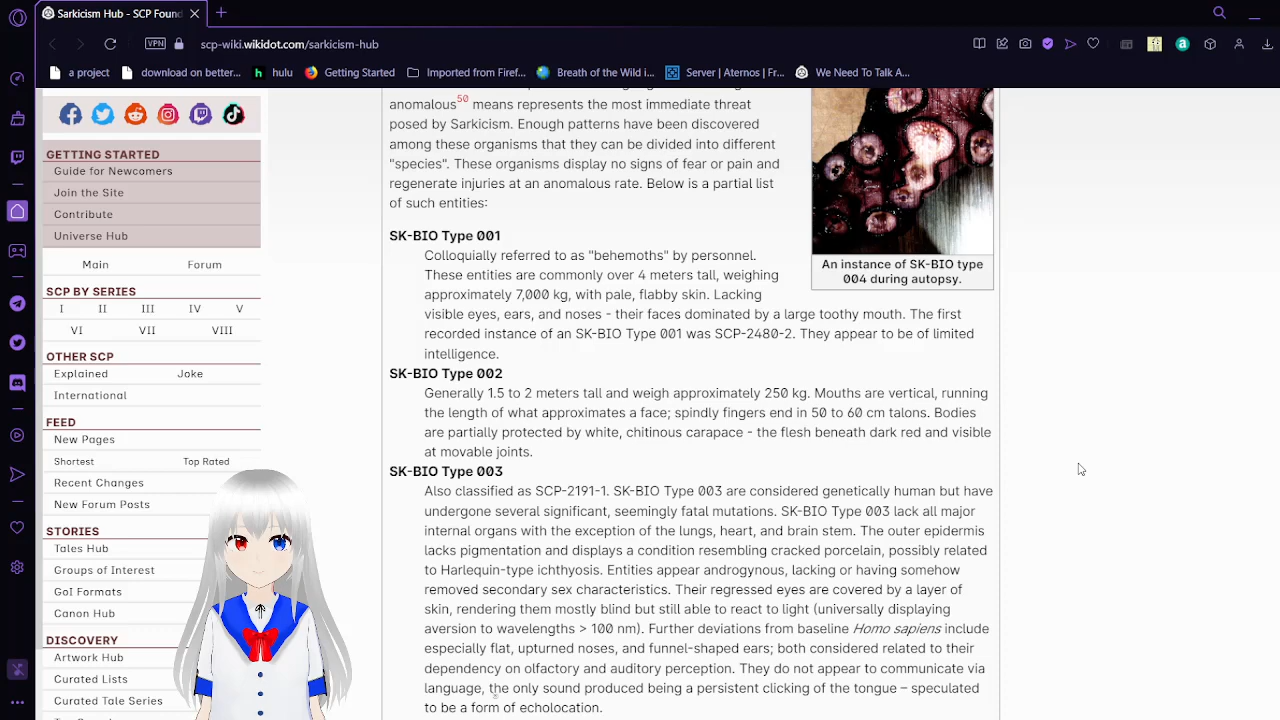 Sarkicism Hub - SCP Found
VPN
scp-wiki.wikidot.com/sarkicism-hub
a project
download on better...
hulu
Getting Started
Imported from Firef...
Breath of the Wild i...
Server | Aternos | Fr...
We Need To Talk A...
GETTING STARTED
Guide for Newcomers
Join the Site
Contribute
Universe Hub
Main Forum
SCP BY SERIES
I II III IV V
VI VII VIII
OTHER SCP
Explained Joke
International
FEED
New Pages
Shortest Top Rated
Recent Changes
New Forum Posts
STORIES
Tales Hub
Groups of Interest
GoI Formats
Canon Hub
DISCOVERY
Artwork Hub
Curated Lists
Curated Tale Series
anomalous50 means represents the most immediate threat
posed by Sarkicism. Enough patterns have been discovered
among these organisms that they can be divided into different
"species". These organisms display no signs of fear or pain and
regenerate injuries at an anomalous rate. Below is a partial list
of such entities:
An instance of SK-BIO type
004 during autopsy.
SK-BIO Type 001
Colloquially referred to as "behemoths" by personnel.
These entities are commonly over 4 meters tall, weighing
approximately 7,000 kg, with pale, flabby skin. Lacking
visible eyes, ears, and noses - their faces dominated by a large toothy mouth. The first
recorded instance of an SK-BIO Type 001 was SCP-2480-2. They appear to be of limited
intelligence.
SK-BIO Type 002
Generally 1.5 to 2 meters tall and weigh approximately 250 kg. Mouths are vertical, running
the length of what approximates a face; spindly fingers end in 50 to 60 cm talons. Bodies
are partially protected by white, chitinous carapace - the flesh beneath dark red and visible
at movable joints.
SK-BIO Type 003
Also classified as SCP-2191-1. SK-BIO Type 003 are considered genetically human but have
undergone several significant, seemingly fatal mutations. SK-BIO Type 003 lack all major
internal organs with the exception of the lungs, heart, and brain stem. The outer epidermis
lacks pigmentation and displays a condition resembling cracked porcelain, possibly related
to Harlequin-type ichthyosis. Entities appear androgynous, lacking or having somehow
removed secondary sex characteristics. Their regressed eyes are covered by a layer of
skin, rendering them mostly blind but still able to react to light (universally displaying
aversion to wavelengths > 100 nm). Further deviations from baseline Homo sapiens include
especially flat, upturned noses, and funnel-shaped ears; both considered related to their
dependency on olfactory and auditory perception. They do not appear to communicate via
language, the only sound produced being a persistent clicking of the tongue – speculated
to be a form of echolocation.